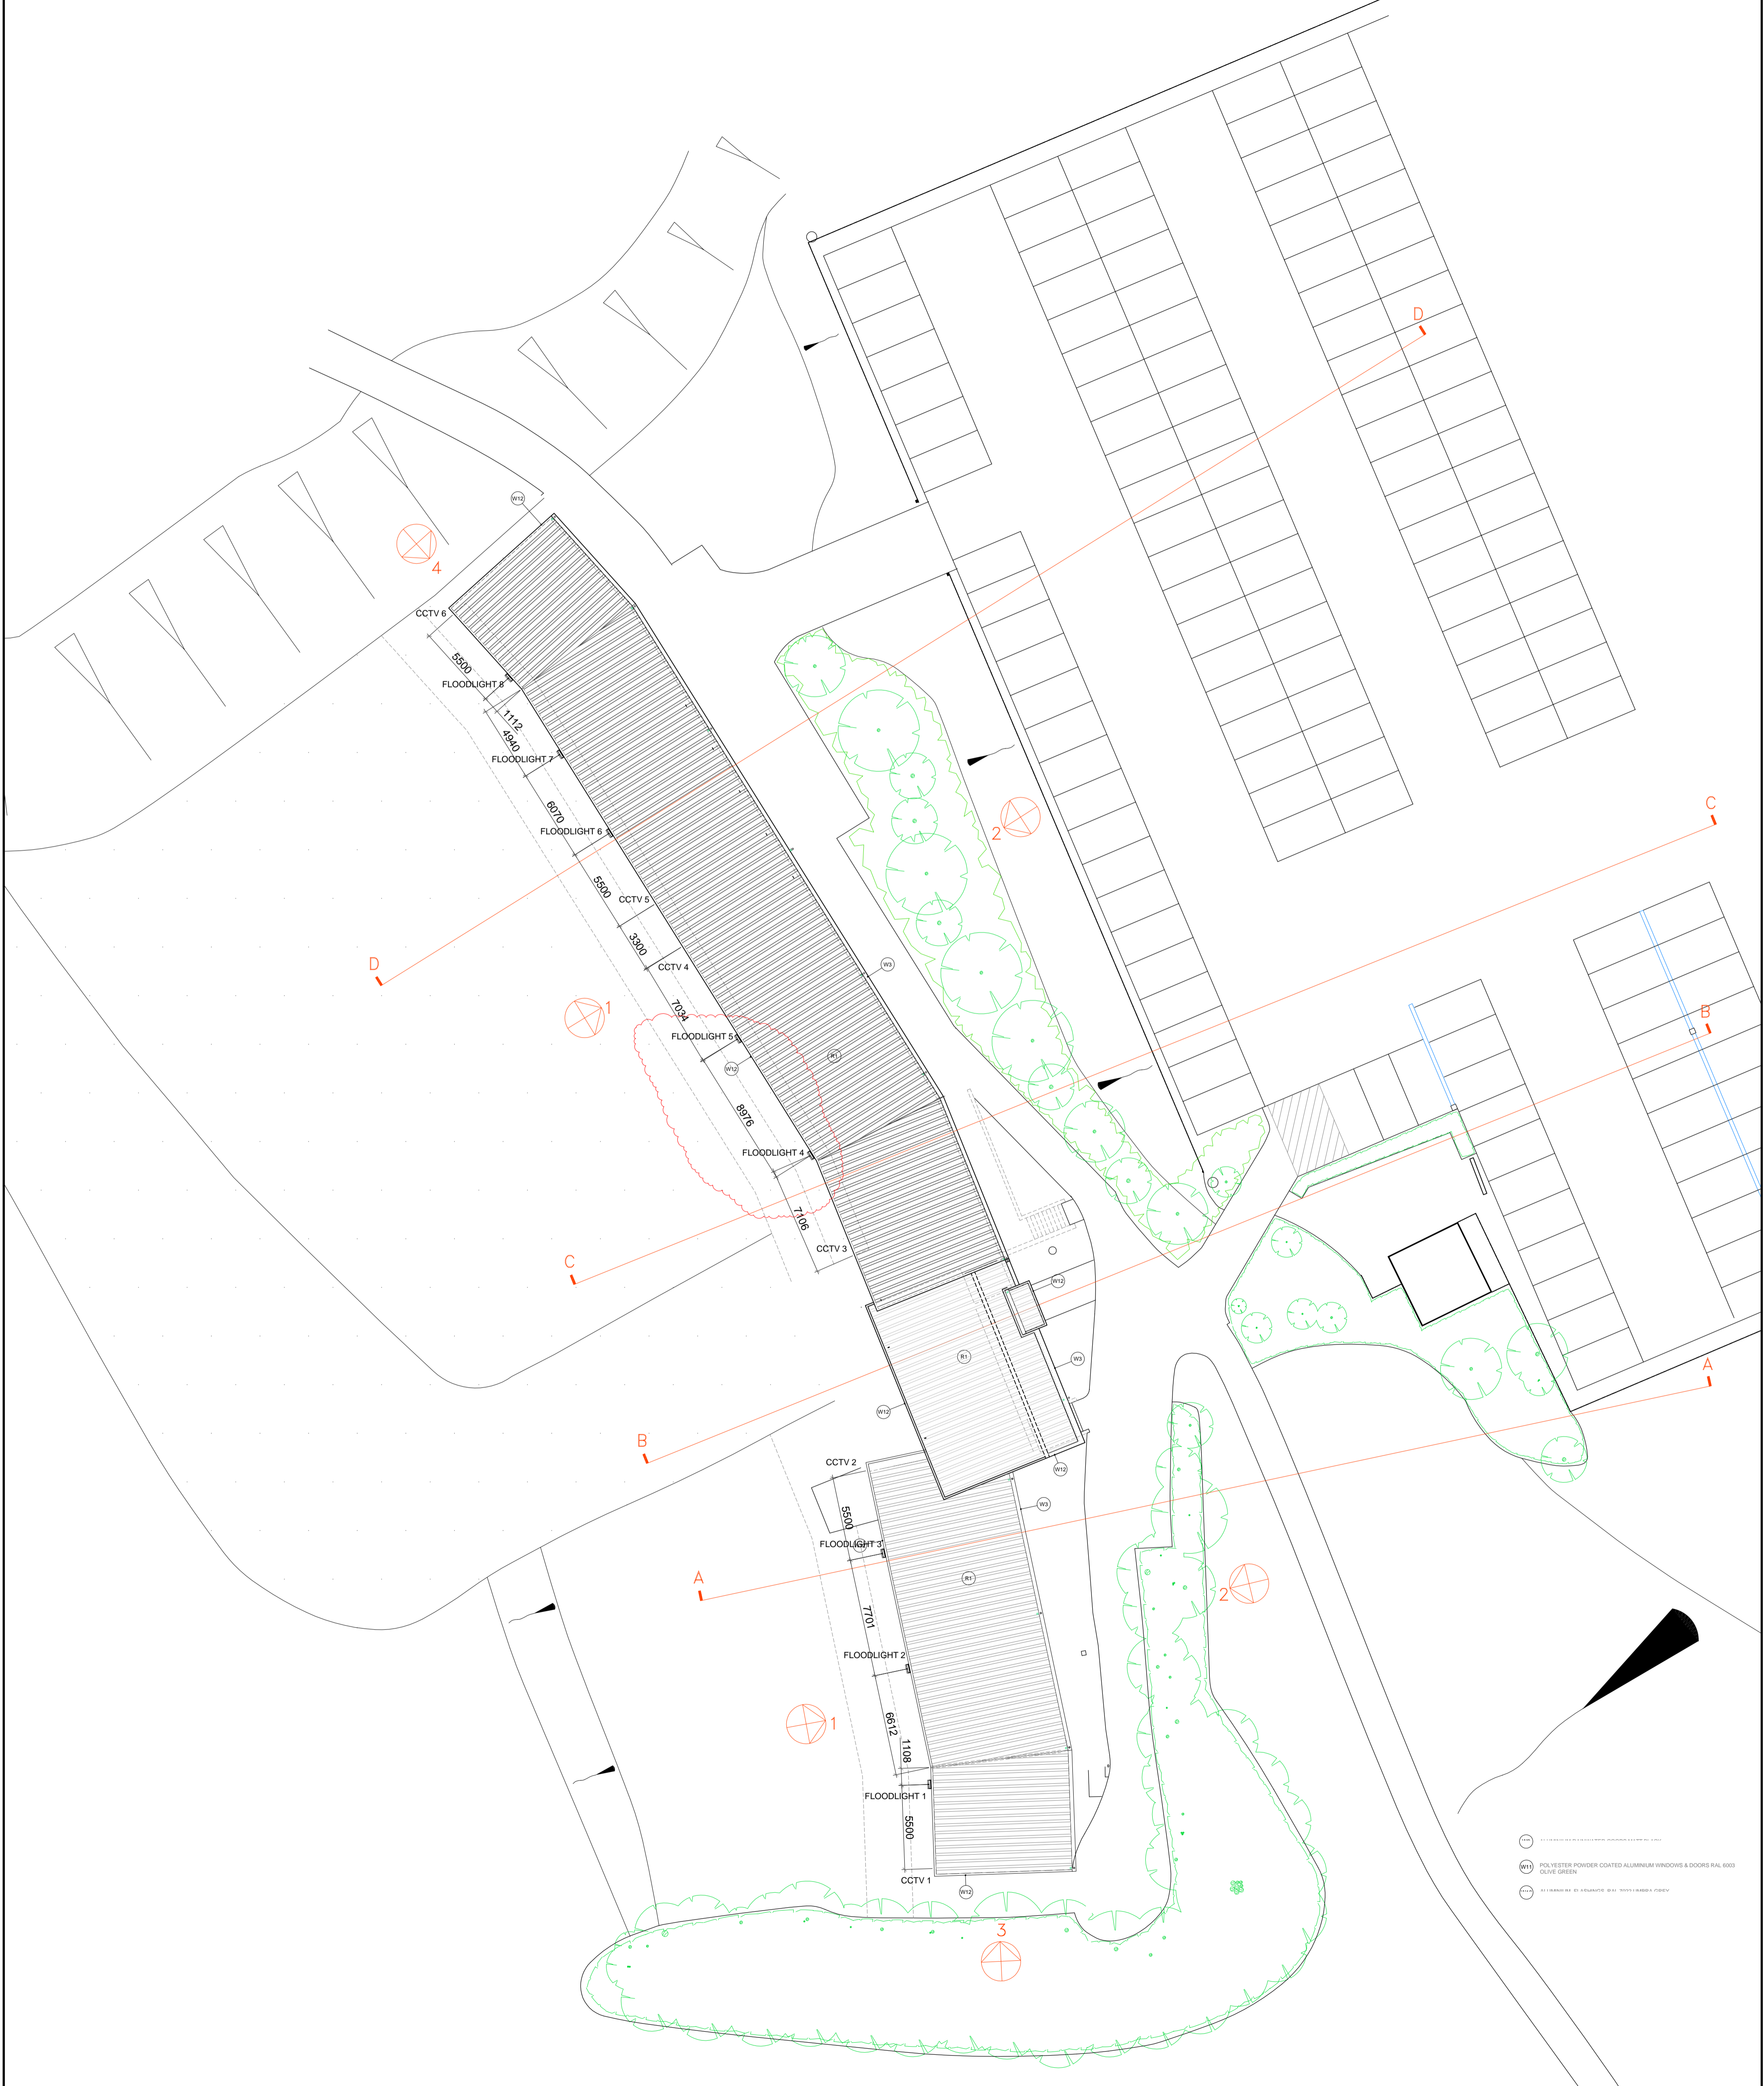 D
W12
4
CCTV 6
5500
FLOODLIGHT 8
1112
4940
FLOODLIGHT 7
6070
FLOODLIGHT 6
2
C
5500
CCTV 5
3300
CCTV 4
W3
D
1
7034
B
FLOODLIGHT 5
W12
R1
8976
FLOODLIGHT 4
7106
CCTV 3
C
W12
R1
W3
A
W12
B
CCTV 2
W12
5500
W3
FLOODLIGHT 3
A
R1
2
7701
FLOODLIGHT 2
6612
1
1108
FLOODLIGHT 1
5500
CCTV 1
W12
3
W11 POLYESTER POWDER COATED ALUMINIUM WINDOWS & DOORS RAL 6003
OLIVE GREEN